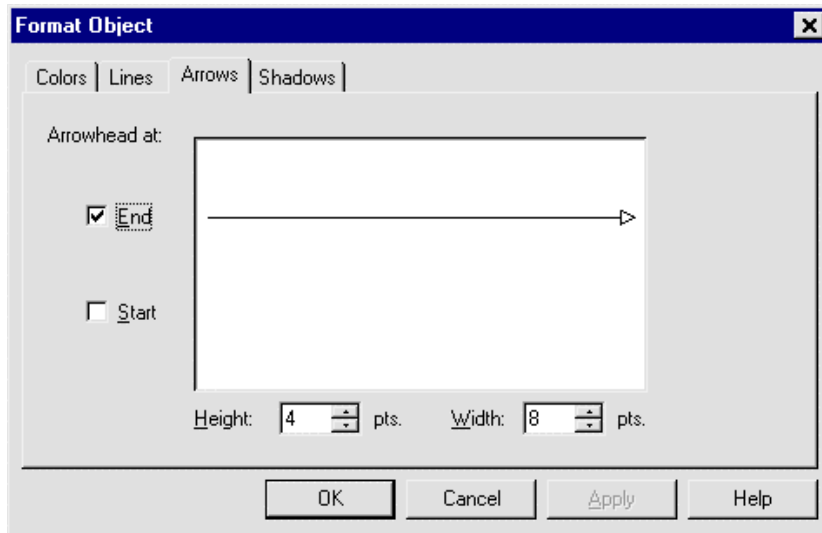 Format Object
Colors Lines Arrows Shadows
Arrowhead at:
End
Start
Height: 4 pts. Width: 8 pts.
OK Cancel Apply Help